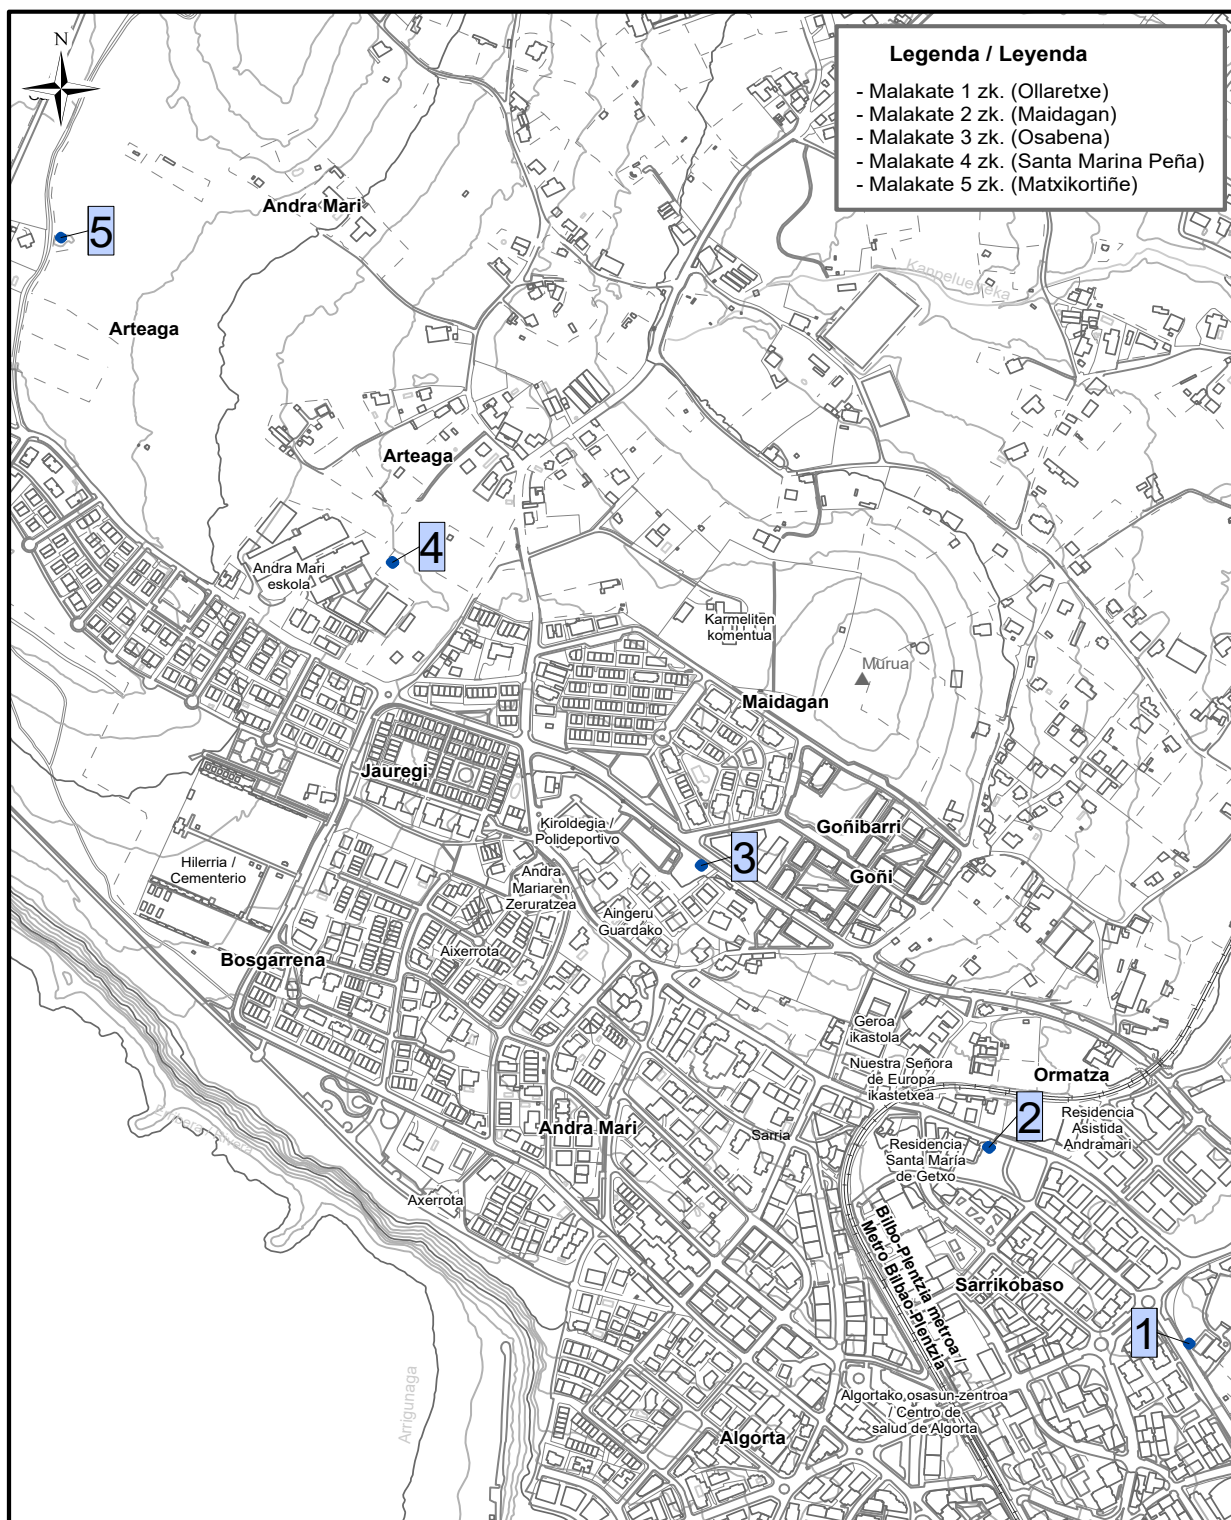 N
Legenda / Leyenda
- Malakate 1 zk. (Ollaretxe)
- Malakate 2 zk. (Maidagan)
- Malakate 3 zk. (Osabena)
- Malakate 4 zk. (Santa Marina Peña)
- Malakate 5 zk. (Matxikortiñe)
Andra Mari
5
Arteaga
Arteaga
4
Andra Mari
eskola
Karmeliten
komentua
Murua
Maidagan
Jauregi
Kiroldegia /
Polideportivo
Goñibarri
3
Goñi
Hilerria /
Cementerio
Andra
Mariaren
Zeruratzea
Aingeru
Guardako
Aixerrota
Bosgarrena
Geroa
ikastola
Nuestra Señora
de Europa
ikastetxea
Ormatza
2
Residencia
Asistida
Andramari
Andra Mari
Sarria
Residencia
Santa María
de Getxo
Axerrota
Bilbo-Plentzia metroa /
Metro Bilbao-Plentzia
Sarrikobaso
1
Arrigunaga
Algortako osasun-zentroa
/ Centro de
salud de Algorta
Algorta